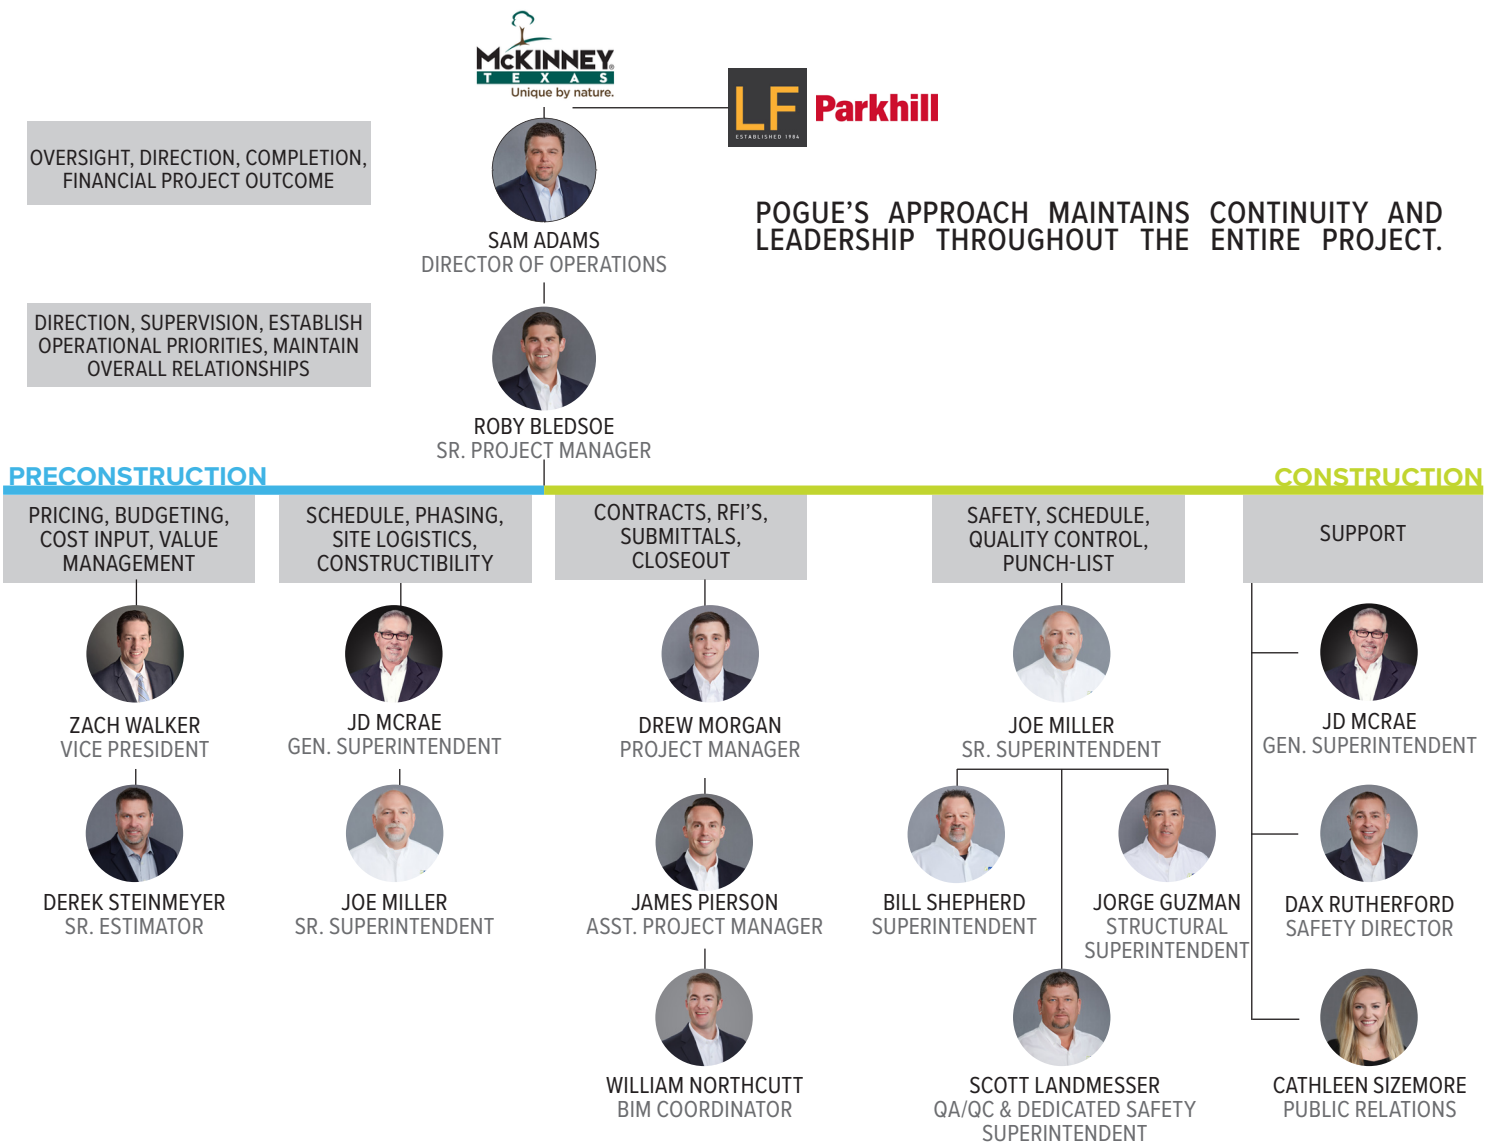 McKINNEY
TEXAS
Unique by nature.
LF
ESTABLISHED 1984
Parkhill
OVERSIGHT, DIRECTION, COMPLETION,
FINANCIAL PROJECT OUTCOME
SAM ADAMS
DIRECTOR OF OPERATIONS
POGUE'S APPROACH MAINTAINS CONTINUITY AND
LEADERSHIP THROUGHOUT THE ENTIRE PROJECT.
DIRECTION, SUPERVISION, ESTABLISH
OPERATIONAL PRIORITIES, MAINTAIN
OVERALL RELATIONSHIPS
ROBY BLEDSOE
SR. PROJECT MANAGER
PRECONSTRUCTION
CONSTRUCTION
PRICING, BUDGETING,
COST INPUT, VALUE
MANAGEMENT
ZACH WALKER
VICE PRESIDENT
DEREK STEINMEYER
SR. ESTIMATOR
SCHEDULE, PHASING,
SITE LOGISTICS,
CONSTRUCTIBILITY
JD MCRAE
GEN. SUPERINTENDENT
JOE MILLER
SR. SUPERINTENDENT
CONTRACTS, RFI'S,
SUBMITTALS,
CLOSEOUT
DREW MORGAN
PROJECT MANAGER
JAMES PIERSON
ASST. PROJECT MANAGER
WILLIAM NORTHCUTT
BIM COORDINATOR
SAFETY, SCHEDULE,
QUALITY CONTROL,
PUNCH-LIST
JOE MILLER
SR. SUPERINTENDENT
BILL SHEPHERD
SUPERINTENDENT
JORGE GUZMAN
STRUCTURAL
SUPERINTENDENT
SCOTT LANDMESSER
QA/QC & DEDICATED SAFETY
SUPERINTENDENT
SUPPORT
JD MCRAE
GEN. SUPERINTENDENT
DAX RUTHERFORD
SAFETY DIRECTOR
CATHLEEN SIZEMORE
PUBLIC RELATIONS